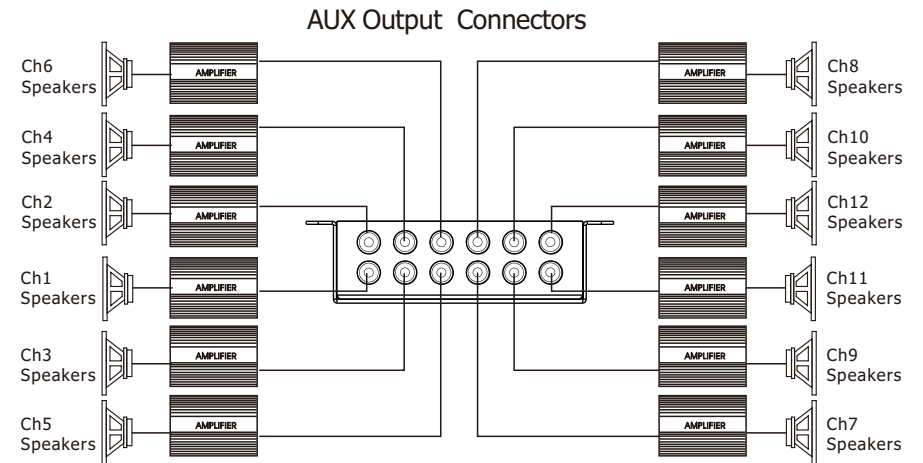 AUX Output Connectors
Ch6
Speakers
AMPLIFIER
AMPLIFIER
Ch8
Speakers
Ch4
Speakers
AMPLIFIER
AMPLIFIER
Ch10
Speakers
Ch2
Speakers
AMPLIFIER
AMPLIFIER
Ch12
Speakers
Ch1
Speakers
AMPLIFIER
AMPLIFIER
Ch11
Speakers
Ch3
Speakers
AMPLIFIER
AMPLIFIER
Ch9
Speakers
Ch5
Speakers
AMPLIFIER
AMPLIFIER
Ch7
Speakers